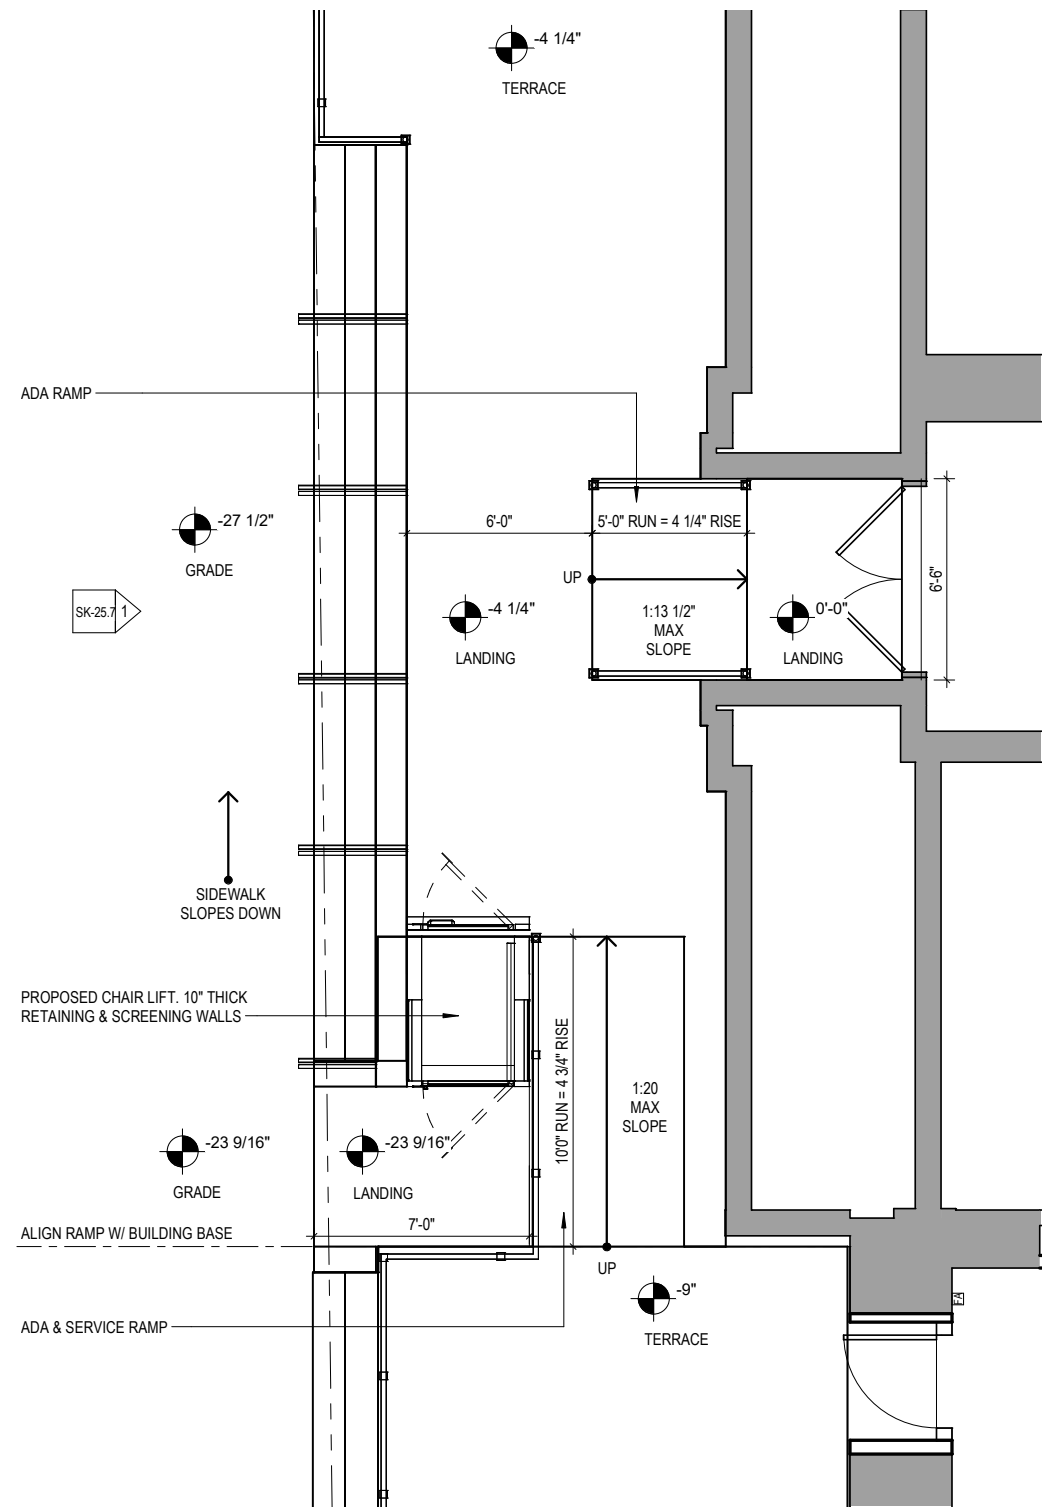 -4 1/4"
TERRACE
ADA RAMP
-27 1/2"
GRADE
6'-0"
5'-0" RUN = 4 1/4" RISE
6'-6"
UP
SK-25.7
1
-4 1/4"
LANDING
1:13 1/2"
MAX
SLOPE
0'-0"
LANDING
SIDEWALK
SLOPES DOWN
PROPOSED CHAIR LIFT. 10" THICK
RETAINING & SCREENING WALLS
10'0" RUN = 4 3/4" RISE
1:20
MAX
SLOPE
-23 9/16"
GRADE
-23 9/16"
LANDING
7'-0"
ALIGN RAMP W/ BUILDING BASE
UP
-9"
TERRACE
FA
ADA & SERVICE RAMP